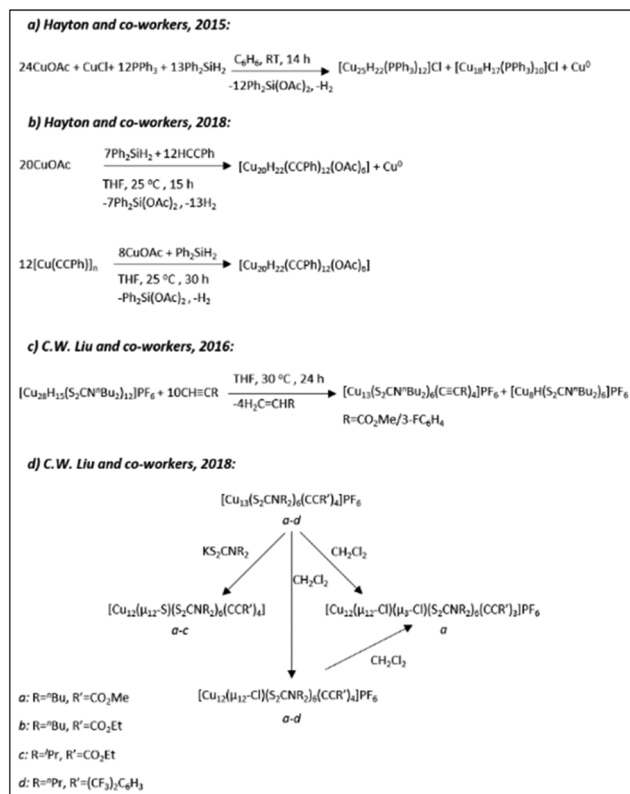 a) Hayton and co-workers, 2015:
C₆H₆, RT, 14 h
24CuOAc + CuCl+ 12PPh₃ + 13Ph₂SiH₂ → [Cu₂₅H₂₂(PPh₃)₁₂]Cl + [Cu₁₈H₁₇(PPh₃)₁₀]Cl + Cu⁰
-12Ph₂Si(OAc)₂,-H₂
b) Hayton and co-workers, 2018:
7Ph₂SiH₂ + 12HCCPh
20CuOAc → [Cu₂₀H₂₂(CCPh)₁₂(OAc)₆] + Cu⁰
THF, 25 °C , 15 h
-7Ph₂Si(OAc)₂ ,-13H₂
8CuOAc + Ph₂SiH₂
12[Cu(CCPh)]ₙ → [Cu₂₀H₂₂(CCPh)₁₂(OAc)₆]
THF, 25 °C , 30 h
-Ph₂Si(OAc)₂ ,-H₂
c) C.W. Liu and co-workers, 2016:
THF, 30 °C , 24 h
[Cu₂₈H₁₅(S₂CNⁿBu₂)₁₂]PF₆ + 10CH≡CR → [Cu₁₃(S₂CNⁿBu₂)₆(C≡CR)₄]PF₆ + [Cu₈H(S₂CNⁿBu₂)₆]PF₆
-4H₂C=CHR
R=CO₂Me/3-FC₆H₄
d) C.W. Liu and co-workers, 2018:
[Cu₁₃(S₂CNR₂)₆(CCR')₄]PF₆
a-d
KS₂CNR₂
CH₂Cl₂
CH₂Cl₂
[Cu₁₂(μ₁₂-S)(S₂CNR₂)₆(CCR')₄]
[Cu₁₂(μ₁₂-Cl)(μ₃-Cl)(S₂CNR₂)₆(CCR')₃]PF₆
a-c
a
CH₂Cl₂
a: R=ⁿBu, R'=CO₂Me
[Cu₁₂(μ₁₂-Cl)(S₂CNR₂)₆(CCR')₄]PF₆
a-d
b: R=ⁿBu, R'=CO₂Et
c: R=ⁱPr, R'=CO₂Et
d: R=ⁿPr, R'=(CF₃)₂C₆H₃